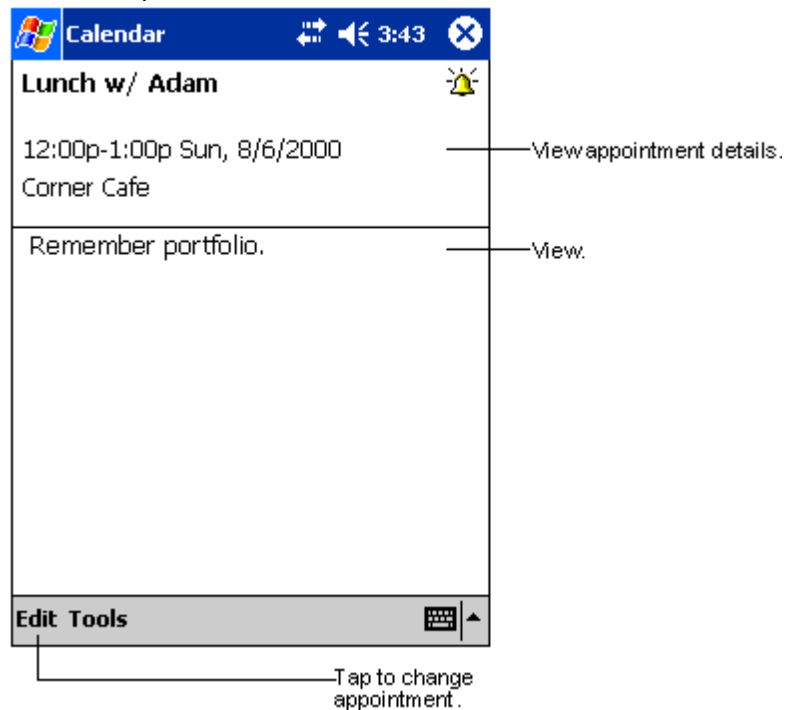 Calendar 3:43
Lunch w/ Adam
12:00p-1:00p Sun, 8/6/2000
View appointment details.
Corner Cafe
Remember portfolio.
View.
Edit Tools
Tap to change
appointment.